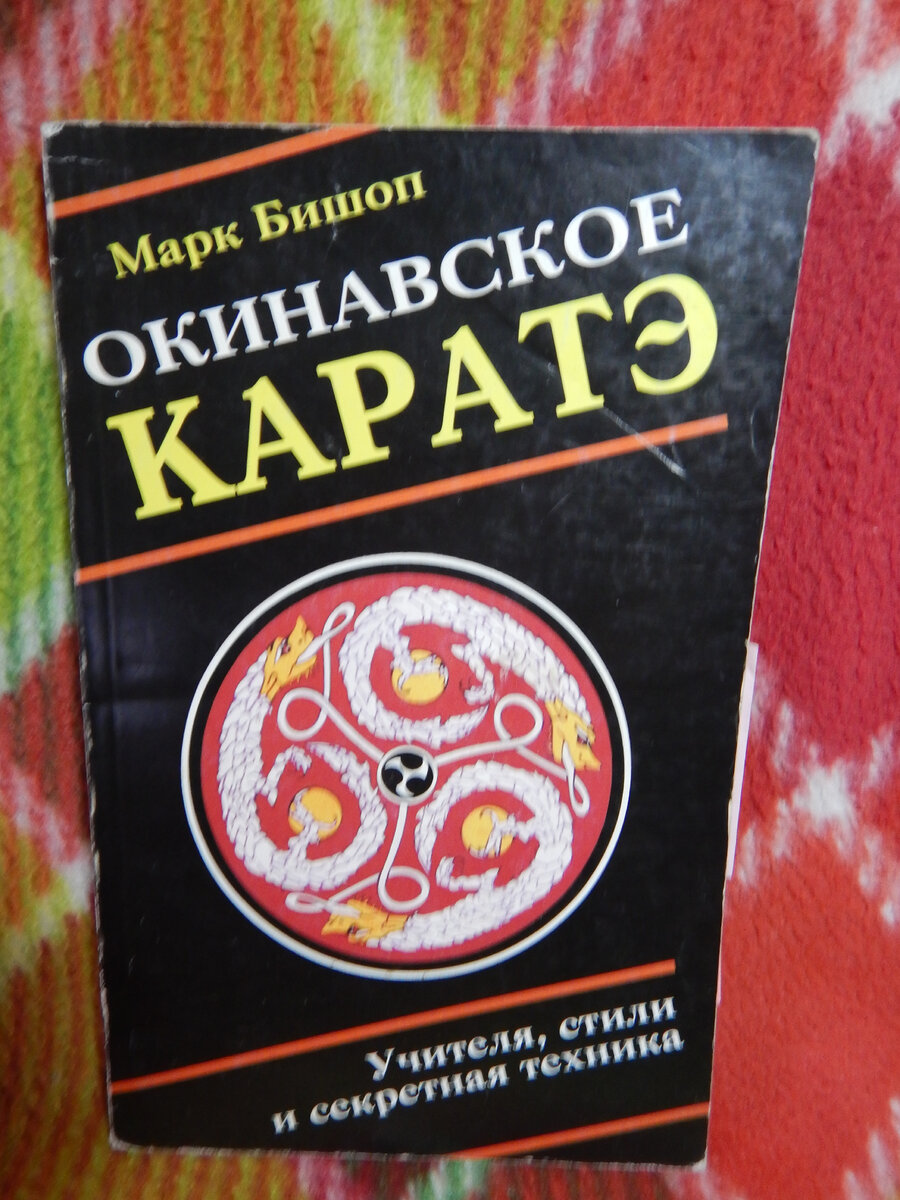 Марк Бишоп
ОКИНАВСКОЕ
КАРАТЭ
Учителя, стили
и секретная техника